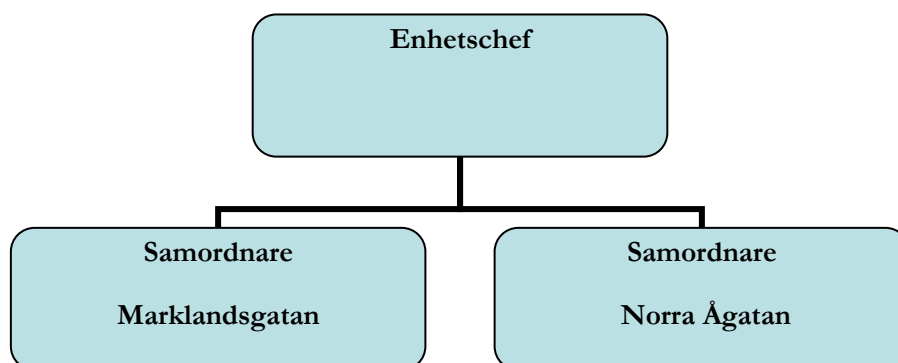 Enhetschef
Samordnare
Marklandsgatan
Samordnare
Norra Ågatan